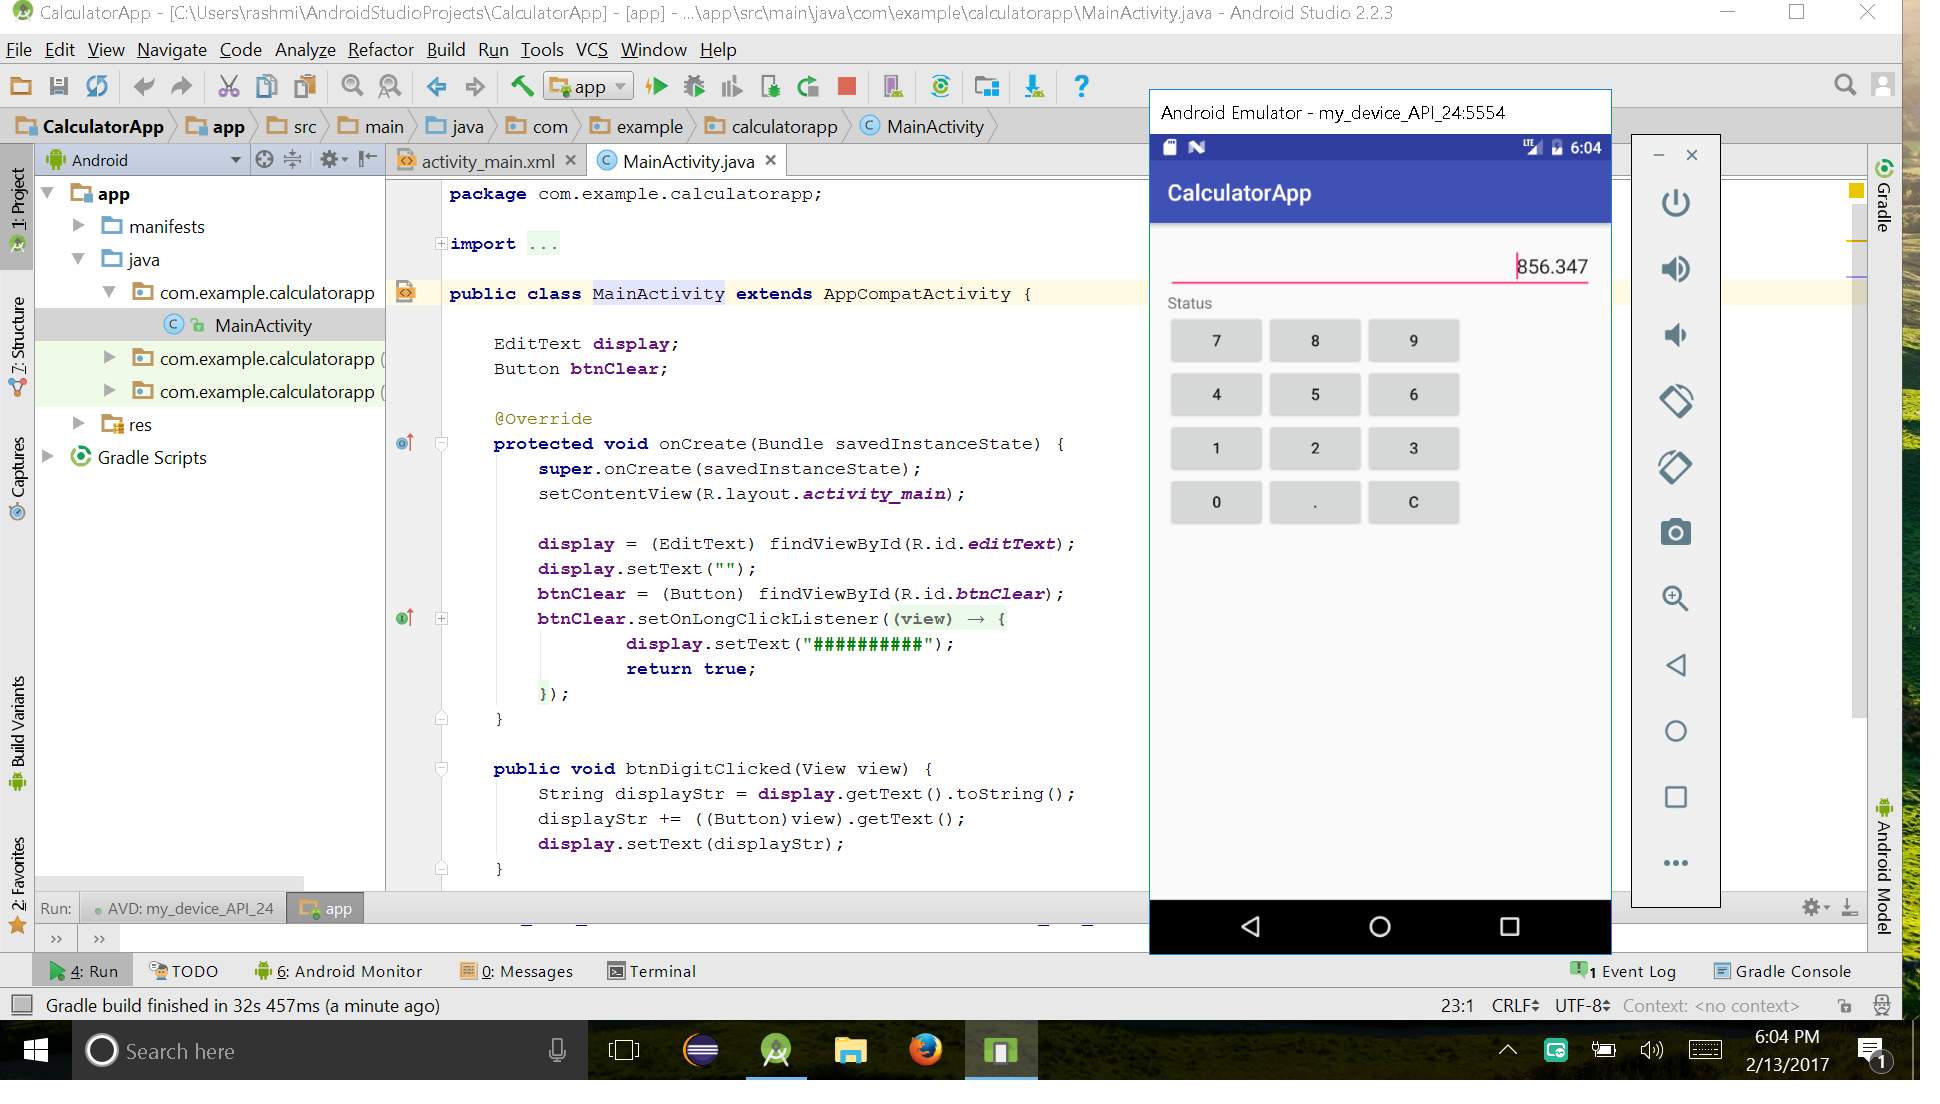 CalculatorApp - [C:\Users\rashmi\AndroidStudioProjects\CalculatorApp] - [app] - ...\app\src\main\java\com\example\calculatorapp\MainActivity.java - Android Studio 2.2.3
File Edit View Navigate Code Analyze Refactor Build Run Tools VCS Window Help
app
CalculatorApp app src main java com example calculatorapp MainActivity
Android
activity_main.xml MainActivity.java
1: Project
7: Structure
Captures
Build Variants
2: Favorites
app
manifests
java
com.example.calculatorapp
MainActivity
com.example.calculatorapp (
com.example.calculatorapp (
res
Gradle Scripts
package com.example.calculatorapp;
import ...
public class MainActivity extends AppCompatActivity {
EditText display;
Button btnClear;
@Override
protected void onCreate(Bundle savedInstanceState) {
super.onCreate(savedInstanceState);
setContentView(R.layout.activity_main);
display = (EditText) findViewById(R.id.editText);
display.setText("");
btnClear = (Button) findViewById(R.id.btnClear);
btnClear.setOnLongClickListener((view) → {
display.setText("##########");
return true;
});
}
public void btnDigitClicked(View view) {
String displayStr = display.getText().toString();
displayStr += ((Button)view).getText();
display.setText(displayStr);
}
Android Emulator - my_device_API_24:5554
LTE 6:04
CalculatorApp
856.347
Status
7 8 9
4 5 6
1 2 3
0 . C
Gradle
Android Model
Run: AVD: my_device_API_24 app
4: Run TODO 6: Android Monitor 0: Messages Terminal 1 Event Log Gradle Console
Gradle build finished in 32s 457ms (a minute ago) 23:1 CRLF UTF-8 Context: <no context>
Search here
6:04 PM
2/13/2017
1